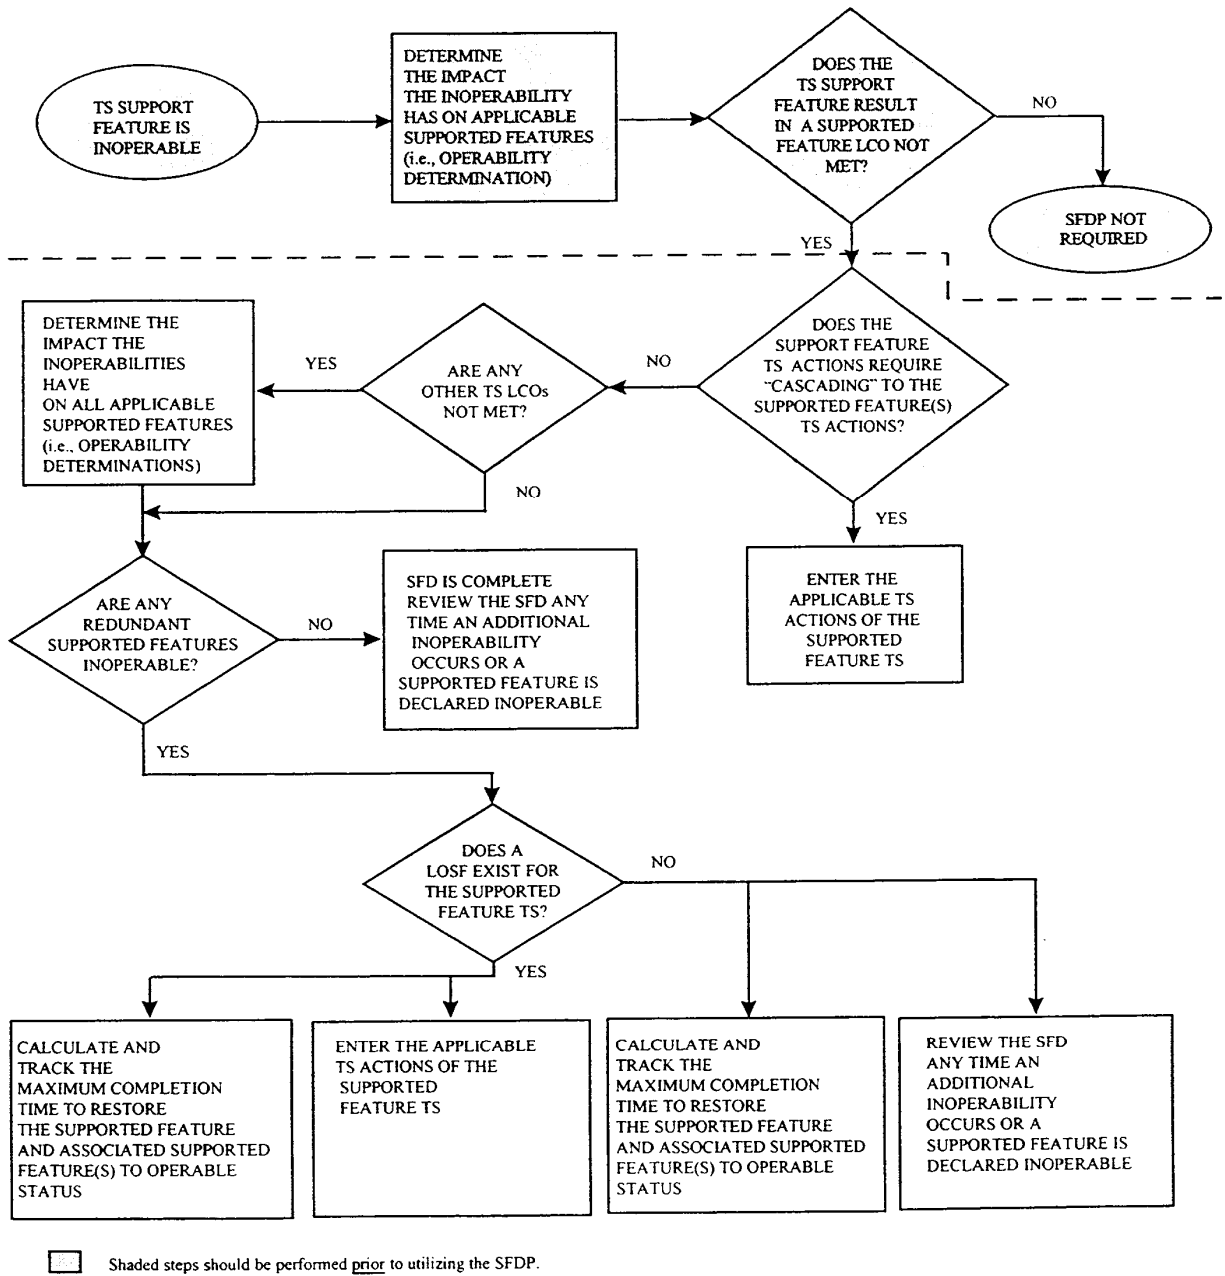 TS SUPPORT
FEATURE IS
INOPERABLE
DETERMINE
THE IMPACT
THE INOPERABILITY
HAS ON APPLICABLE
SUPPORTED FEATURES
(i.e., OPERABILITY
DETERMINATION)
DOES THE
TS SUPPORT
FEATURE RESULT
IN A SUPPORTED
FEATURE LCO NOT
MET?
NO
SFDP NOT
REQUIRED
YES
DOES THE
SUPPORT FEATURE
TS ACTIONS REQUIRE
"CASCADING" TO THE
SUPPORTED FEATURE(S)
TS ACTIONS?
NO
ARE ANY
OTHER TS LCOs
NOT MET?
YES
DETERMINE THE
IMPACT THE
INOPERABILITIES
HAVE
ON ALL APPLICABLE
SUPPORTED FEATURES
(i.e., OPERABILITY
DETERMINATIONS)
NO
YES
ENTER THE
APPLICABLE TS
ACTIONS OF THE
SUPPORTED
FEATURE TS
ARE ANY
REDUNDANT
SUPPORTED FEATURES
INOPERABLE?
NO
SFD IS COMPLETE
REVIEW THE SFD ANY
TIME AN ADDITIONAL
INOPERABILITY
OCCURS OR A
SUPPORTED FEATURE IS
DECLARED INOPERABLE
YES
DOES A
LOSF EXIST FOR
THE SUPPORTED
FEATURE TS?
NO
YES
CALCULATE AND
TRACK THE
MAXIMUM COMPLETION
TIME TO RESTORE
THE SUPPORTED FEATURE
AND ASSOCIATED SUPPORTED
FEATURE(S) TO OPERABLE
STATUS
ENTER THE APPLICABLE
TS ACTIONS OF THE
SUPPORTED
FEATURE TS
CALCULATE AND
TRACK THE
MAXIMUM COMPLETION
TIME TO RESTORE
THE SUPPORTED FEATURE
AND ASSOCIATED SUPPORTED
FEATURE(S) TO OPERABLE
STATUS
REVIEW THE SFD
ANY TIME AN
ADDITIONAL
INOPERABILITY
OCCURS OR A
SUPPORTED FEATURE IS
DECLARED INOPERABLE
Shaded steps should be performed prior to utilizing the SFDP.